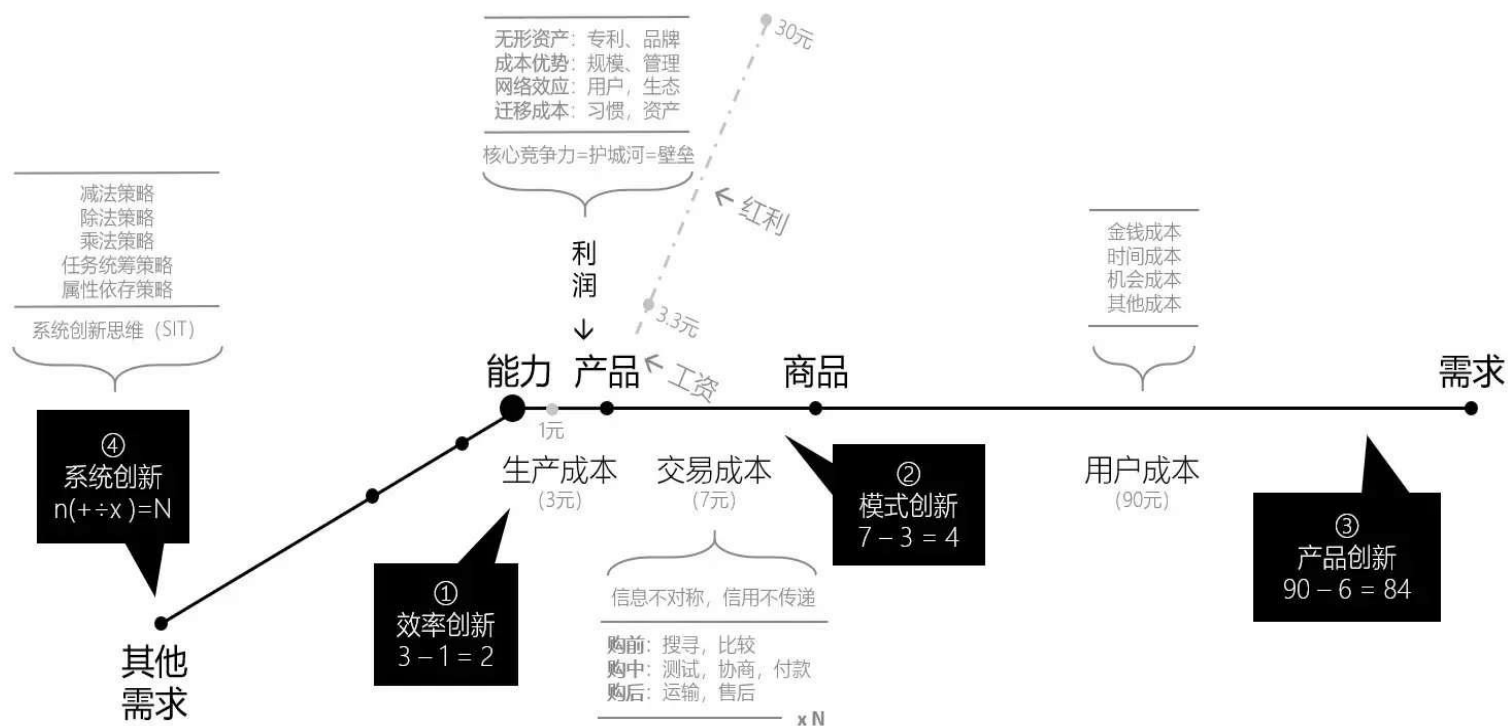 无形资产：专利、品牌
成本优势：规模、管理
网络效应：用户，生态
迁移成本：习惯，资产
核心竞争力=护城河=壁垒
30元
← 红利
利
润
↓
3.3元
← 工资
减法策略
除法策略
乘法策略
任务统筹策略
属性依存策略
系统创新思维（SIT）
金钱成本
时间成本
机会成本
其他成本
能力
产品
商品
需求
1元
生产成本
(3元)
交易成本
(7元)
用户成本
(90元)
④
系统创新
n(+÷x )=N
①
效率创新
3 – 1 = 2
②
模式创新
7 – 3 = 4
③
产品创新
90 – 6 = 84
信息不对称，信用不传递
购前：搜寻，比较
购中：测试，协商，付款
购后：运输，售后
x N
其他
需求